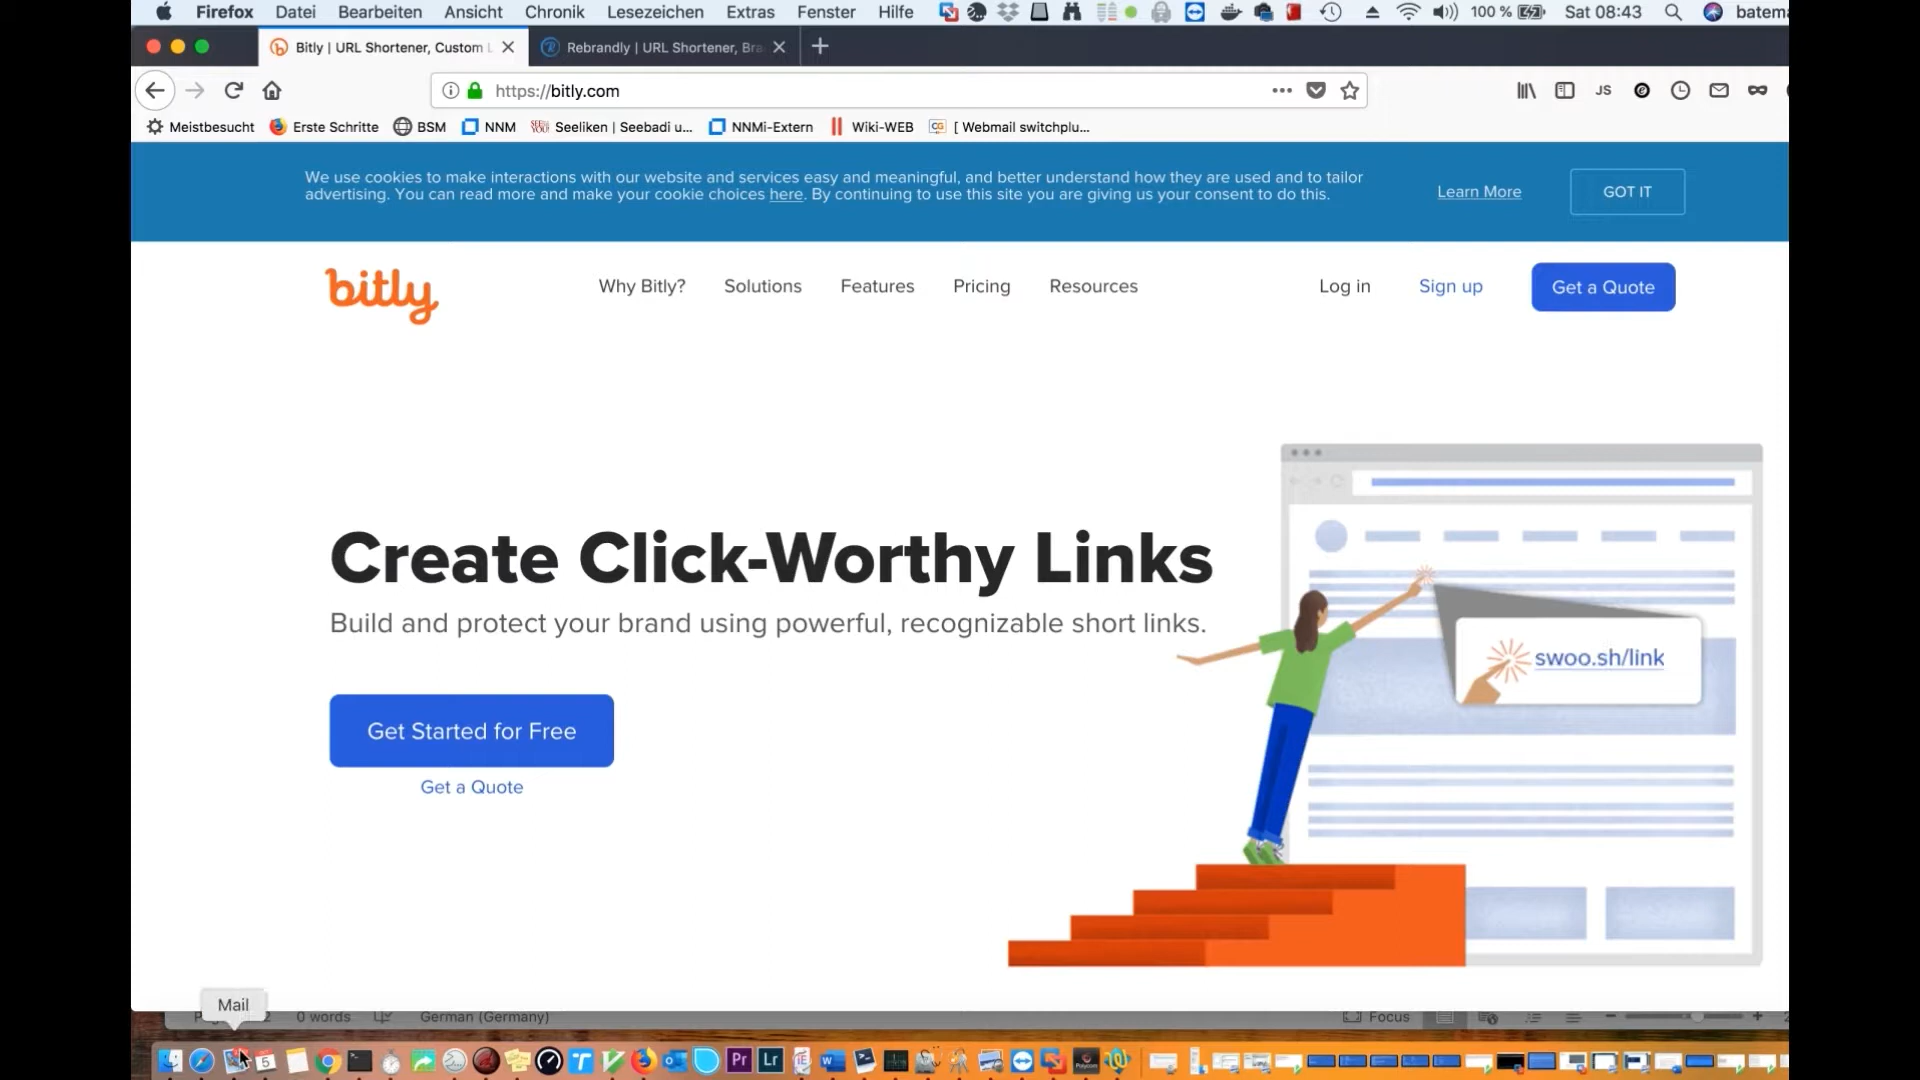 Firefox Datei Bearbeiten Ansicht Chronik Lesezeichen Extras Fenster Hilfe 100 % Sat 08:43 batema
Bitly | URL Shortener, Custom L Rebrandly | URL Shortener, Bra
https://bitly.com JS
Meistbesucht Erste Schritte BSM NNM Seeliken | Seebadi u... NNMi-Extern Wiki-WEB CG [ Webmail switchplu...
We use cookies to make interactions with our website and services easy and meaningful, and better understand how they are used and to tailor
advertising. You can read more and make your cookie choices here. By continuing to use this site you are giving us your consent to do this.
Learn More GOT IT
bitly Why Bitly? Solutions Features Pricing Resources Log in Sign up Get a Quote
Create Click-Worthy Links
Build and protect your brand using powerful, recognizable short links.
swoo.sh/link
Get Started for Free
Get a Quote
Mail
0 words German (Germany) Focus
5 Pr Lr